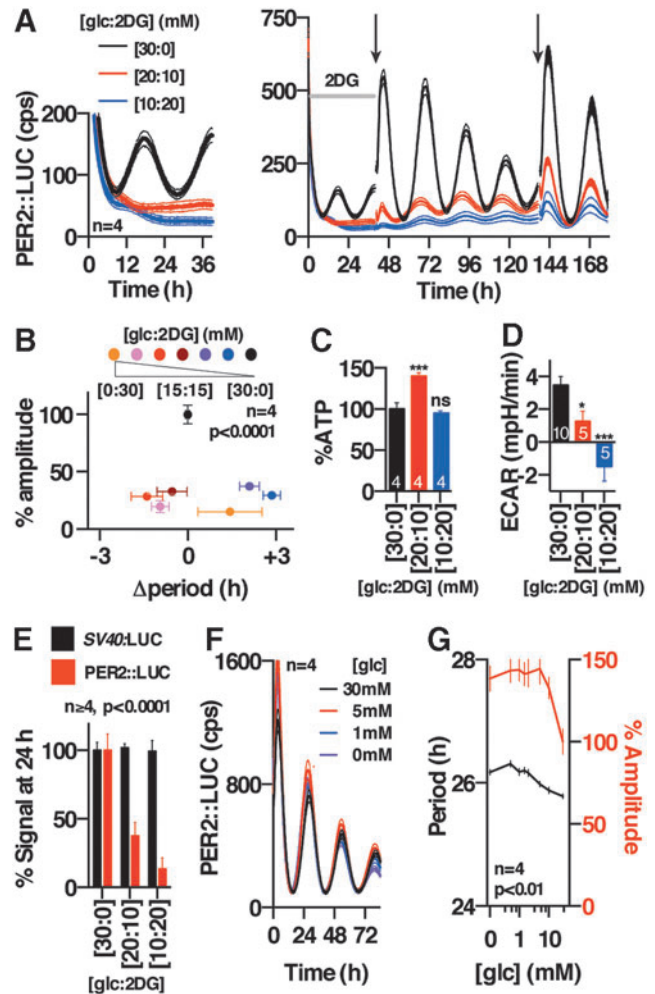 A
[glc:2DG] (mM)
[30:0]
[20:10]
[10:20]
PER2::LUC (cps)
200
100
0
n=4
0 12 24 36
Time (h)
750
500
250
0
2DG
0 24 48 72 96 120 144 168
Time (h)
B
[glc:2DG] (mM)
[0:30] [15:15] [30:0]
n=4
p<0.0001
% amplitude
100
50
0
-3 0 +3
Δperiod (h)
C
%ATP
150
100
50
0
***
ns
4 4 4
[30:0] [20:10] [10:20]
[glc:2DG] (mM)
D
ECAR (mpH/min)
4
2
0
-2
*
***
10 5 5
[30:0] [20:10] [10:20]
[glc:2DG] (mM)
E
SV40:LUC
PER2::LUC
n≥4, p<0.0001
% Signal at 24 h
100
50
0
[30:0] [20:10] [10:20]
[glc:2DG]
F
PER2::LUC (cps)
1600
800
0
n=4
[glc]
30mM
5mM
1mM
0mM
0 24 48 72
Time (h)
G
Period (h)
28
26
24
150
100
50
0
% Amplitude
n=4
p<0.01
0 1 10
[glc] (mM)